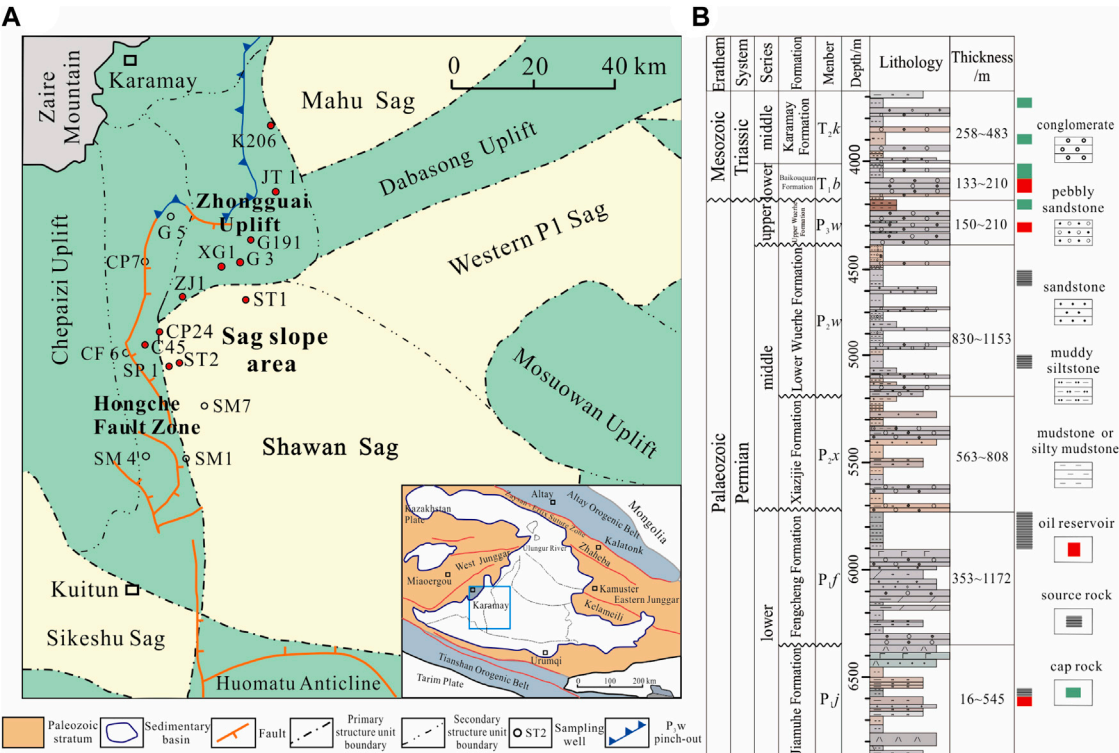 A
Zaire
Mountain
Karamay
0 20 40 km
Mahu Sag
K206
Dabasong Uplift
JT 1
Zhongguai
Uplift
G 5
G191
XG1
G 3
CP7
ZJ1
ST1
Western P1 Sag
Chepaizi Uplift
CP24
C45
CF 6
ST2
SP 1
Sag slope
area
Mosuowan Uplift
Hongche
Fault Zone
SM7
Shawan Sag
SM 4
SM1
Kuitun
Sikeshu Sag
Huomatu Anticline
Altay
Altay Orogenic Belt
Mongolia
Kazakhstan
Plate
Zaysan - Ertix Suture Zone
Ulungur River
Kalatonk
Zhaheba
West Junggar
Miaoergou
Karamay
Kamuster
Eastern Junggar
Kelameili
Urumqi
Tianshan Orogenic Belt
Tarim Plate
0 100 200 km
Paleozoic
stratum
Sedimentary
basin
Fault
Primary
structure unit
boundary
Secondary
structure unit
boundary
ST2
Sampling
well
P₃w
pinch-out
B
Erathem
System
Series
Formation
Menber
Depth/m
Lithology
Thickness
/m
Mesozoic
Triassic
middle
Karamay
Formation
T₂k
258~483
4000
lower
Baikouquan
Formation
T₁b
133~210
Palaeozoic
Permian
upper
Upper Wuerhe
Formation
P₃w
150~210
4500
middle
Lower Wuerhe Formation
P₂w
830~1153
5000
Xiazijie Formation
P₂x
563~808
5500
lower
Fengcheng Formation
P₁f
353~1172
6000
Jiamuhe Formation
P₁j
16~545
6500
conglomerate
pebbly
sandstone
sandstone
muddy
siltstone
mudstone or
silty mudstone
oil reservoir
source rock
cap rock